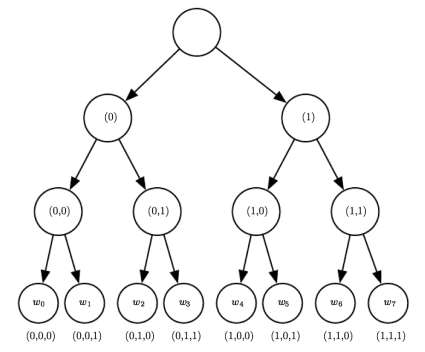 (0) (1)
(0,0) (0,1) (1,0) (1,1)
w₀ w₁ w₂ w₃ w₄ w₅ w₆ w₇
(0,0,0) (0,0,1) (0,1,0) (0,1,1) (1,0,0) (1,0,1) (1,1,0) (1,1,1)